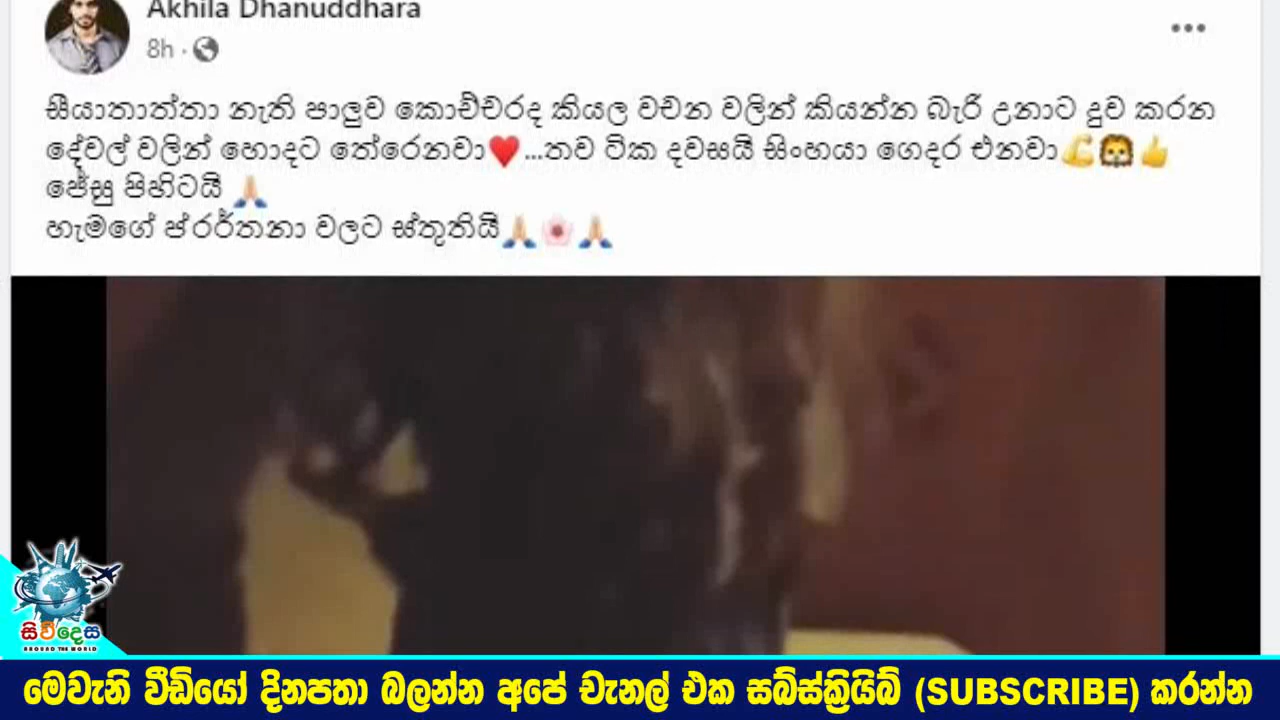 Akhila Dhanuddhara
8h
සීයාතාත්තා නැති පාලුව කොච්චරද කියල වචන වලින් කියන්න බැරි උනාට දුව කරන
දේවල් වලින් හොදට තේරෙනවා❤️...තව ටික දවසයි සිංහයා ගෙදර එනවා💪🦁👍
ජේසු පිහිටයි 🙏
හැමගේ ප්රර්තනා වලට ස්තුතියි🙏🌸🙏
සිව්දෙස
AROUND THE WORLD
මෙවැනි වීඩියෝ දිනපතා බලන්න අපේ චැනල් එක සබ්ස්ක්‍රයිබ් (SUBSCRIBE) කරන්න